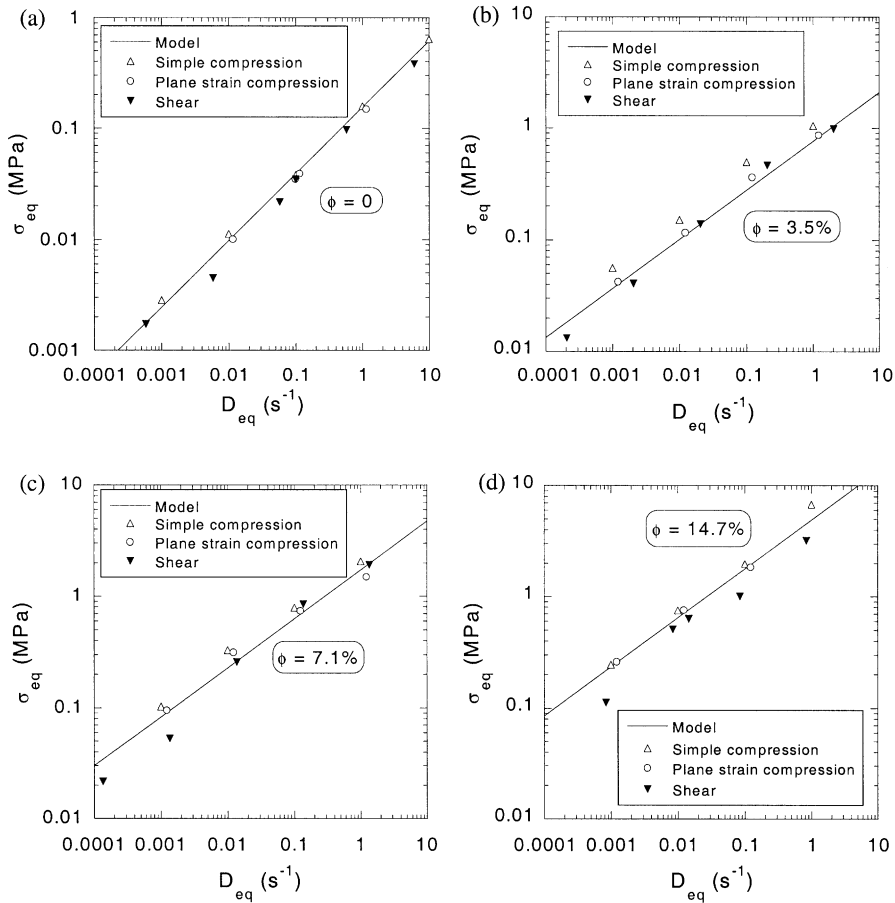 (a)
1
0.1
0.01
0.001
σeq (MPa)
Model
Simple compression
Plane strain compression
Shear
ϕ = 0
0.0001 0.001 0.01 0.1 1 10
Deq (s-1)
(b)
10
1
0.1
0.01
σeq (MPa)
Model
Simple compression
Plane strain compression
Shear
ϕ = 3.5%
0.0001 0.001 0.01 0.1 1 10
Deq (s-1)
(c)
10
1
0.1
0.01
σeq (MPa)
Model
Simple compression
Plane strain compression
Shear
ϕ = 7.1%
0.0001 0.001 0.01 0.1 1 10
Deq (s-1)
(d)
10
1
0.1
0.01
σeq (MPa)
ϕ = 14.7%
Model
Simple compression
Plane strain compression
Shear
0.0001 0.001 0.01 0.1 1 10
Deq (s-1)